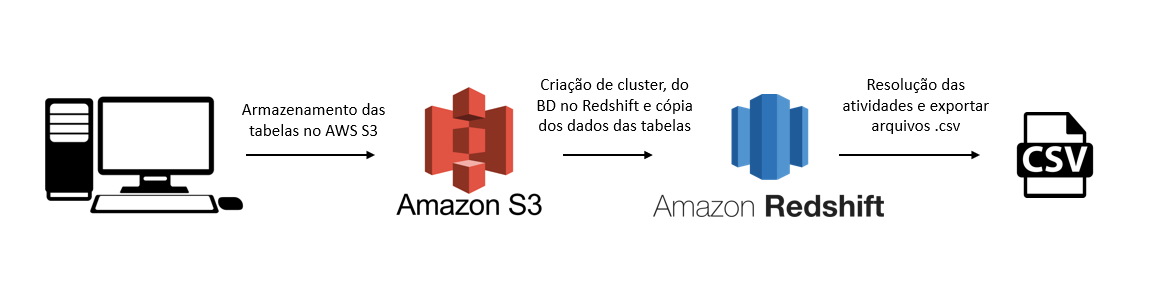 Armazenamento das
tabelas no AWS S3
Amazon S3
Criação de cluster, do
BD no Redshift e cópia
dos dados das tabelas
Amazon Redshift
Resolução das
atividades e exportar
arquivos .csv
CSV